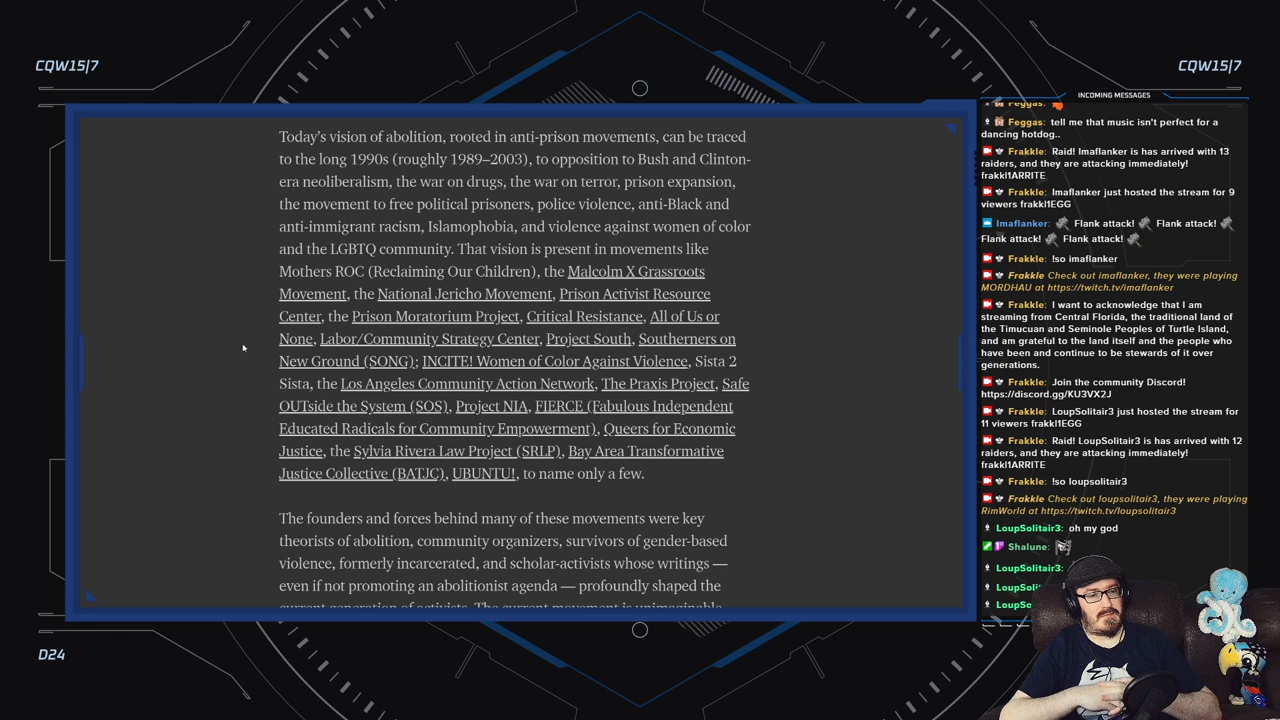 CQW15|7
CQW15|7
INCOMING MESSAGES
Today's vision of abolition, rooted in anti-prison movements, can be traced
to the long 1990s (roughly 1989–2003), to opposition to Bush and Clinton-
era neoliberalism, the war on drugs, the war on terror, prison expansion,
the movement to free political prisoners, police violence, anti-Black and
anti-immigrant racism, Islamophobia, and violence against women of color
and the LGBTQ community. That vision is present in movements like
Mothers ROC (Reclaiming Our Children), the Malcolm X Grassroots
Movement, the National Jericho Movement, Prison Activist Resource
Center, the Prison Moratorium Project, Critical Resistance, All of Us or
None, Labor/Community Strategy Center, Project South, Southerners on
New Ground (SONG); INCITE! Women of Color Against Violence, Sista 2
Sista, the Los Angeles Community Action Network, The Praxis Project, Safe
OUTside the System (SOS), Project NIA, FIERCE (Fabulous Independent
Educated Radicals for Community Empowerment), Queers for Economic
Justice, the Sylvia Rivera Law Project (SRLP), Bay Area Transformative
Justice Collective (BATJC), UBUNTU!, to name only a few.
The founders and forces behind many of these movements were key
theorists of abolition, community organizers, survivors of gender-based
violence, formerly incarcerated, and scholar-activists whose writings —
even if not promoting an abolitionist agenda — profoundly shaped the
current generation of activists. The current movement is unimaginable
Feggas:
Feggas: tell me that music isn't perfect for a
dancing hotdog..
Frakkle: Raid! Imaflanker is has arrived with 13
raiders, and they are attacking immediately!
frakkl1ARRITE
Frakkle: Imaflanker just hosted the stream for 9
viewers frakkl1EGG
Imaflanker: Flank attack! Flank attack!
Flank attack! Flank attack!
Frakkle: !so imaflanker
Frakkle Check out imaflanker, they were playing
MORDHAU at https://twitch.tv/imaflanker
Frakkle: I want to acknowledge that I am
streaming from Central Florida, the traditional land of
the Timucuan and Seminole Peoples of Turtle Island,
and am grateful to the land itself and the people who
have been and continue to be stewards of it over
generations.
Frakkle: Join the community Discord!
https://discord.gg/KU3VX2J
Frakkle: LoupSolitair3 just hosted the stream for
11 viewers frakkl1EGG
Frakkle: Raid! LoupSolitair3 is has arrived with 12
raiders, and they are attacking immediately!
frakkl1ARRITE
Frakkle: !so loupsolitair3
Frakkle Check out loupsolitair3, they were playing
RimWorld at https://twitch.tv/loupsolitair3
LoupSolitair3: oh my god
Shalune:
LoupSolitair3:
D24